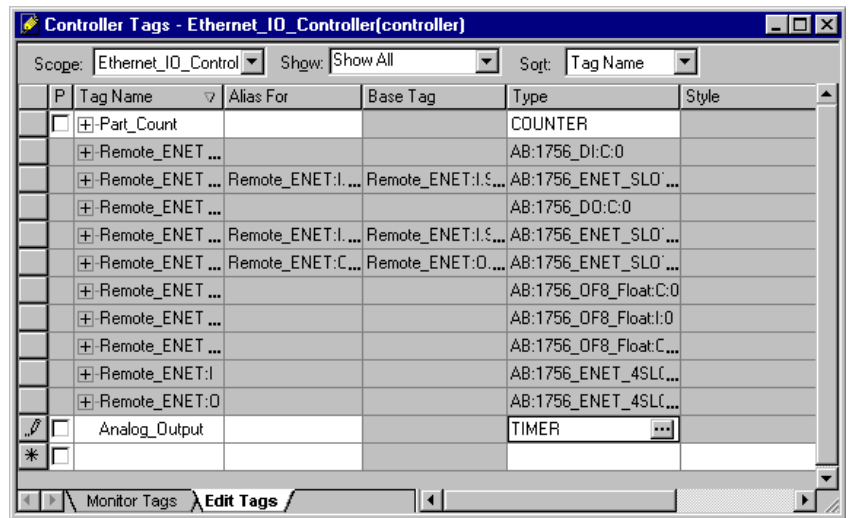 Controller Tags - Ethernet_IO_Controller(controller)
Scope: Ethernet_IO_Control Show: Show All Sort: Tag Name
P Tag Name Alias For Base Tag Type Style
Part_Count COUNTER
Remote_ENET ... AB:1756_DI:C:0
Remote_ENET ... Remote_ENET:I.... Remote_ENET:I.S... AB:1756_ENET_SLO...
Remote_ENET ... AB:1756_DO:C:0
Remote_ENET ... Remote_ENET:I.... Remote_ENET:I.S... AB:1756_ENET_SLO...
Remote_ENET ... Remote_ENET:C... Remote_ENET:O.... AB:1756_ENET_SLO...
Remote_ENET ... AB:1756_OF8_Float:C:0
Remote_ENET ... AB:1756_OF8_Float:I:0
Remote_ENET ... AB:1756_OF8_Float:C...
Remote_ENET:I AB:1756_ENET_4SL(...
Remote_ENET:O AB:1756_ENET_4SL(...
Analog_Output TIMER ...
Monitor Tags Edit Tags